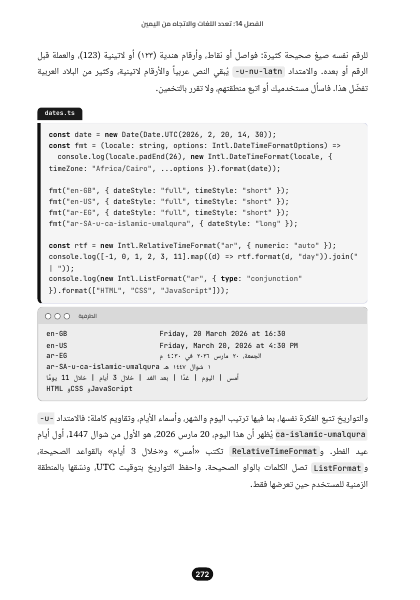 الفصل 14: تعدد اللغات والاتجاه من اليمين
للرقم نفسه صيغ صحيحة كثيرة: فواصل أو نقاط، وأرقام هندية (١٢٣) أو لاتينية (123)، والعملة قبل
الرقم أو بعده. والامتداد -u-nu-latn يُبقي النص عربياً والأرقام لاتينية، وكثير من البلاد العربية
تفضّل هذا. فاسأل مستخدميك أو اتبع منطقتهم، ولا تقرر بالتخمين.
dates.ts
const date = new Date(Date.UTC(2026, 2, 20, 14, 30));
const fmt = (locale: string, options: Intl.DateTimeFormatOptions) =>
console.log(locale.padEnd(26), new Intl.DateTimeFormat(locale, {
timeZone: "Africa/Cairo", ...options }).format(date));
fmt("en-GB", { dateStyle: "full", timeStyle: "short" });
fmt("en-US", { dateStyle: "full", timeStyle: "short" });
fmt("ar-EG", { dateStyle: "full", timeStyle: "short" });
fmt("ar-SA-u-ca-islamic-umalqura", { dateStyle: "long" });
const rtf = new Intl.RelativeTimeFormat("ar", { numeric: "auto" });
console.log([-1, 0, 1, 2, 3, 11].map((d) => rtf.format(d, "day")).join("
| "));
console.log(new Intl.ListFormat("ar", { type: "conjunction"
}).format(["HTML", "CSS", "JavaScript"]));
الطرفية
en-GB Friday, 20 March 2026 at 16:30
en-US Friday, March 20, 2026 at 4:30 PM
ar-EG الجمعة، ٢٠ مارس ٢٠٢٦ في ٤:٣٠ م
ar-SA-u-ca-islamic-umalqura ١ شوال ١٤٤٧ هـ
أمس | اليوم | غدًا | بعد الغد | خلال 3 أيام | خلال 11 يومًا
HTML وCSS وJavaScript
والتواريخ تتبع الفكرة نفسها، بما فيها ترتيب اليوم والشهر، وأسماء الأيام، وتقاويم كاملة: فالامتداد -u-
ca-islamic-umalqura يُظهر أن هذا اليوم، 20 مارس 2026، هو الأول من شوال 1447، أول أيام
عيد الفطر. وRelativeTimeFormat تكتب «أمس» و«خلال 3 أيام» بالقواعد الصحيحة،
وListFormat تصل الكلمات بالواو الصحيحة. واحفظ التواريخ بتوقيت UTC، ونسّقها بالمنطقة
الزمنية للمستخدم حين تعرضها فقط.
272